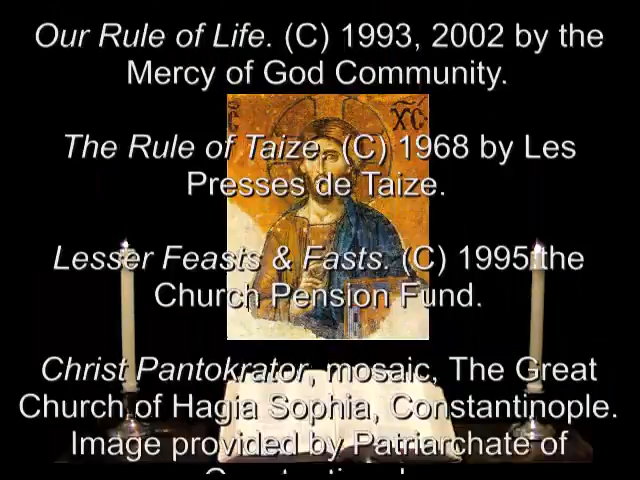 Our Rule of Life. (C) 1993, 2002 by the
Mercy of God Community.
The Rule of Taize. (C) 1968 by Les
Presses de Taize.
Lesser Feasts & Fasts. (C) 1995 the
Church Pension Fund.
Christ Pantokrator, mosaic, The Great
Church of Hagia Sophia, Constantinople.
Image provided by Patriarchate of
XC